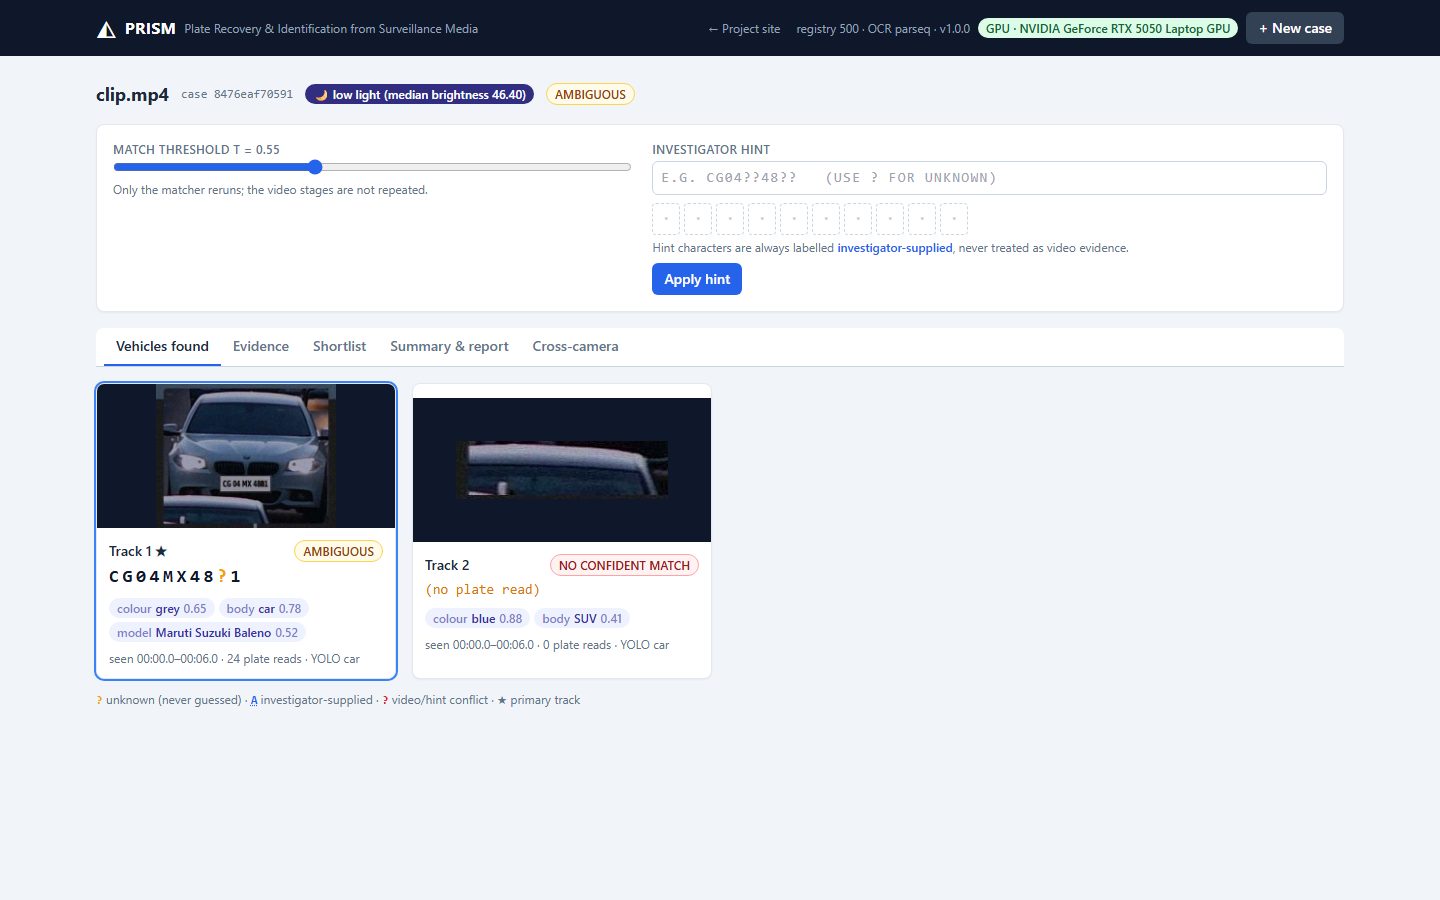 PRISM Plate Recovery & Identification from Surveillance Media
← Project site registry 500 · OCR parseq · v1.0.0 GPU · NVIDIA GeForce RTX 5050 Laptop GPU + New case
clip.mp4 case 8476eaf70591 🌙 low light (median brightness 46.40) AMBIGUOUS
MATCH THRESHOLD T = 0.55
Only the matcher reruns; the video stages are not repeated.
INVESTIGATOR HINT
E.G. CG04??48?? (USE ? FOR UNKNOWN)
Hint characters are always labelled investigator-supplied, never treated as video evidence.
Apply hint
Vehicles found Evidence Shortlist Summary & report Cross-camera
CG 04 MX 4881
Track 1 ★ AMBIGUOUS
CG04MX48?1
colour grey 0.65 body car 0.78
model Maruti Suzuki Baleno 0.52
seen 00:00.0–00:06.0 · 24 plate reads · YOLO car
Track 2 NO CONFIDENT MATCH
(no plate read)
colour blue 0.88 body SUV 0.41
seen 00:00.0–00:06.0 · 0 plate reads · YOLO car
? unknown (never guessed) · A investigator-supplied · ? video/hint conflict · ★ primary track